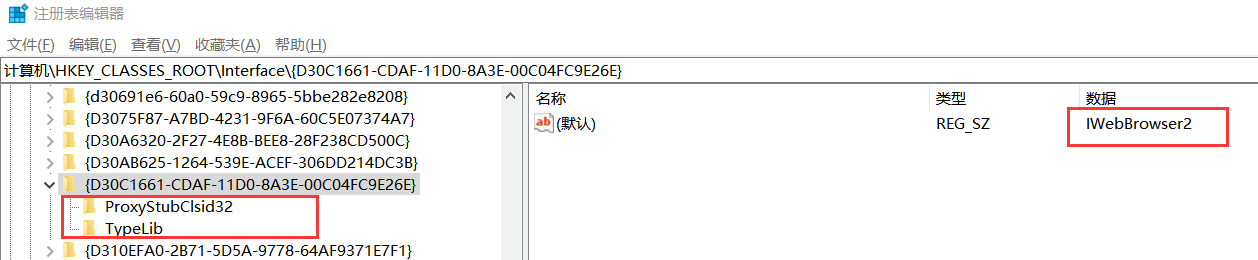 注册表编辑器
文件(F) 编辑(E) 查看(V) 收藏夹(A) 帮助(H)
计算机\HKEY_CLASSES_ROOT\Interface\{D30C1661-CDAF-11D0-8A3E-00C04FC9E26E}
{d30691e6-60a0-59c9-8965-5bbe282e8208}
{D3075F87-A7BD-4231-9F6A-60C5E07374A7}
{D30A6320-2F27-4E8B-BEE8-28F238CD500C}
{D30AB625-1264-539E-ACEF-306DD214DC3B}
{D30C1661-CDAF-11D0-8A3E-00C04FC9E26E}
ProxyStubClsid32
TypeLib
{D310EFA0-2B71-5D5A-9778-64AF9371E7F1}
名称 类型 数据
ab (默认) REG_SZ IWebBrowser2